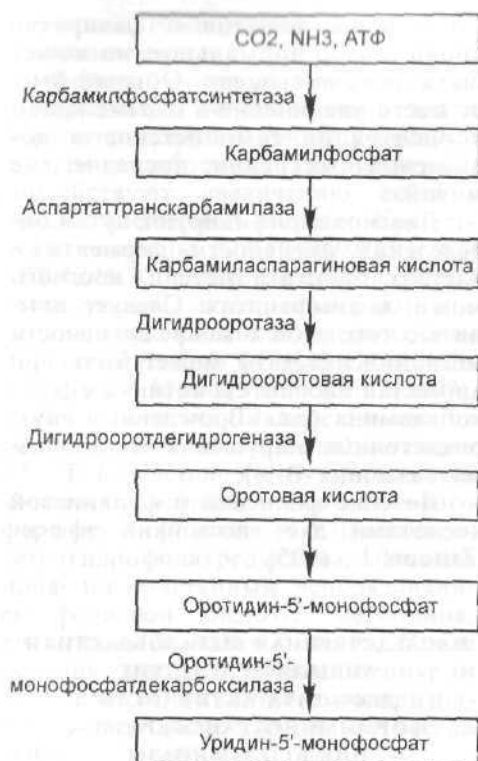 CO2, NH3, АТФ
Карбамилфосфатсинтетаза
Карбамилфосфат
Аспартаттранскарбамилаза
Карбамиласпарагиновая кислота
Дигидрооротаза
Дигидрооротовая кислота
Дигидрооротдегидрогеназа
Оротовая кислота
Оротидин-5'-монофосфат
Оротидин-5'-
монофосфатдекарбоксилаза
Уридин-5'-монофосфат